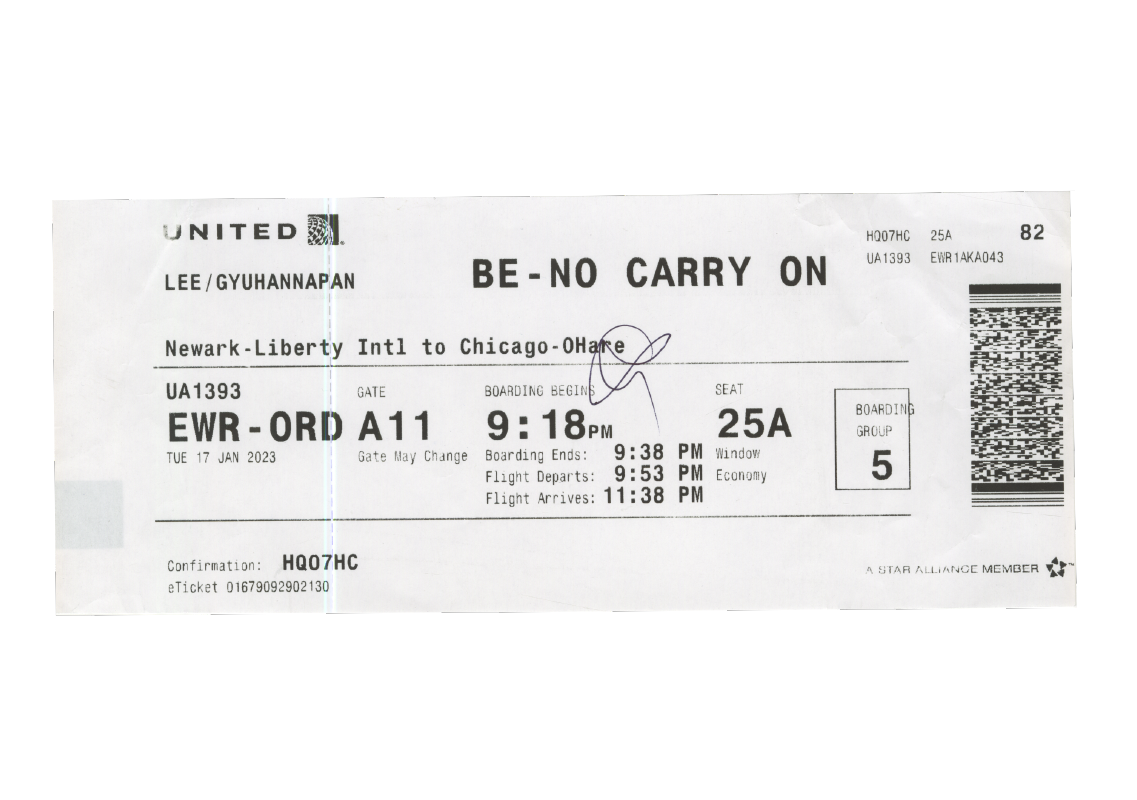 UNITED
LEE/GYUHANNAPAN
BE-NO CARRY ON
HQ07HC 25A 82
UA1393 EWR1AKA043
Newark-Liberty Intl to Chicago-OHare
UA1393
EWR-ORD
TUE 17 JAN 2023
GATE
A11
Gate May Change
BOARDING BEGINS
9:18PM
Boarding Ends: 9:38 PM
Flight Departs: 9:53 PM
Flight Arrives: 11:38 PM
SEAT
25A
Window
Economy
BOARDING
GROUP
5
Confirmation: HQ07HC
eTicket 01679092902130
A STAR ALLIANCE MEMBER ™